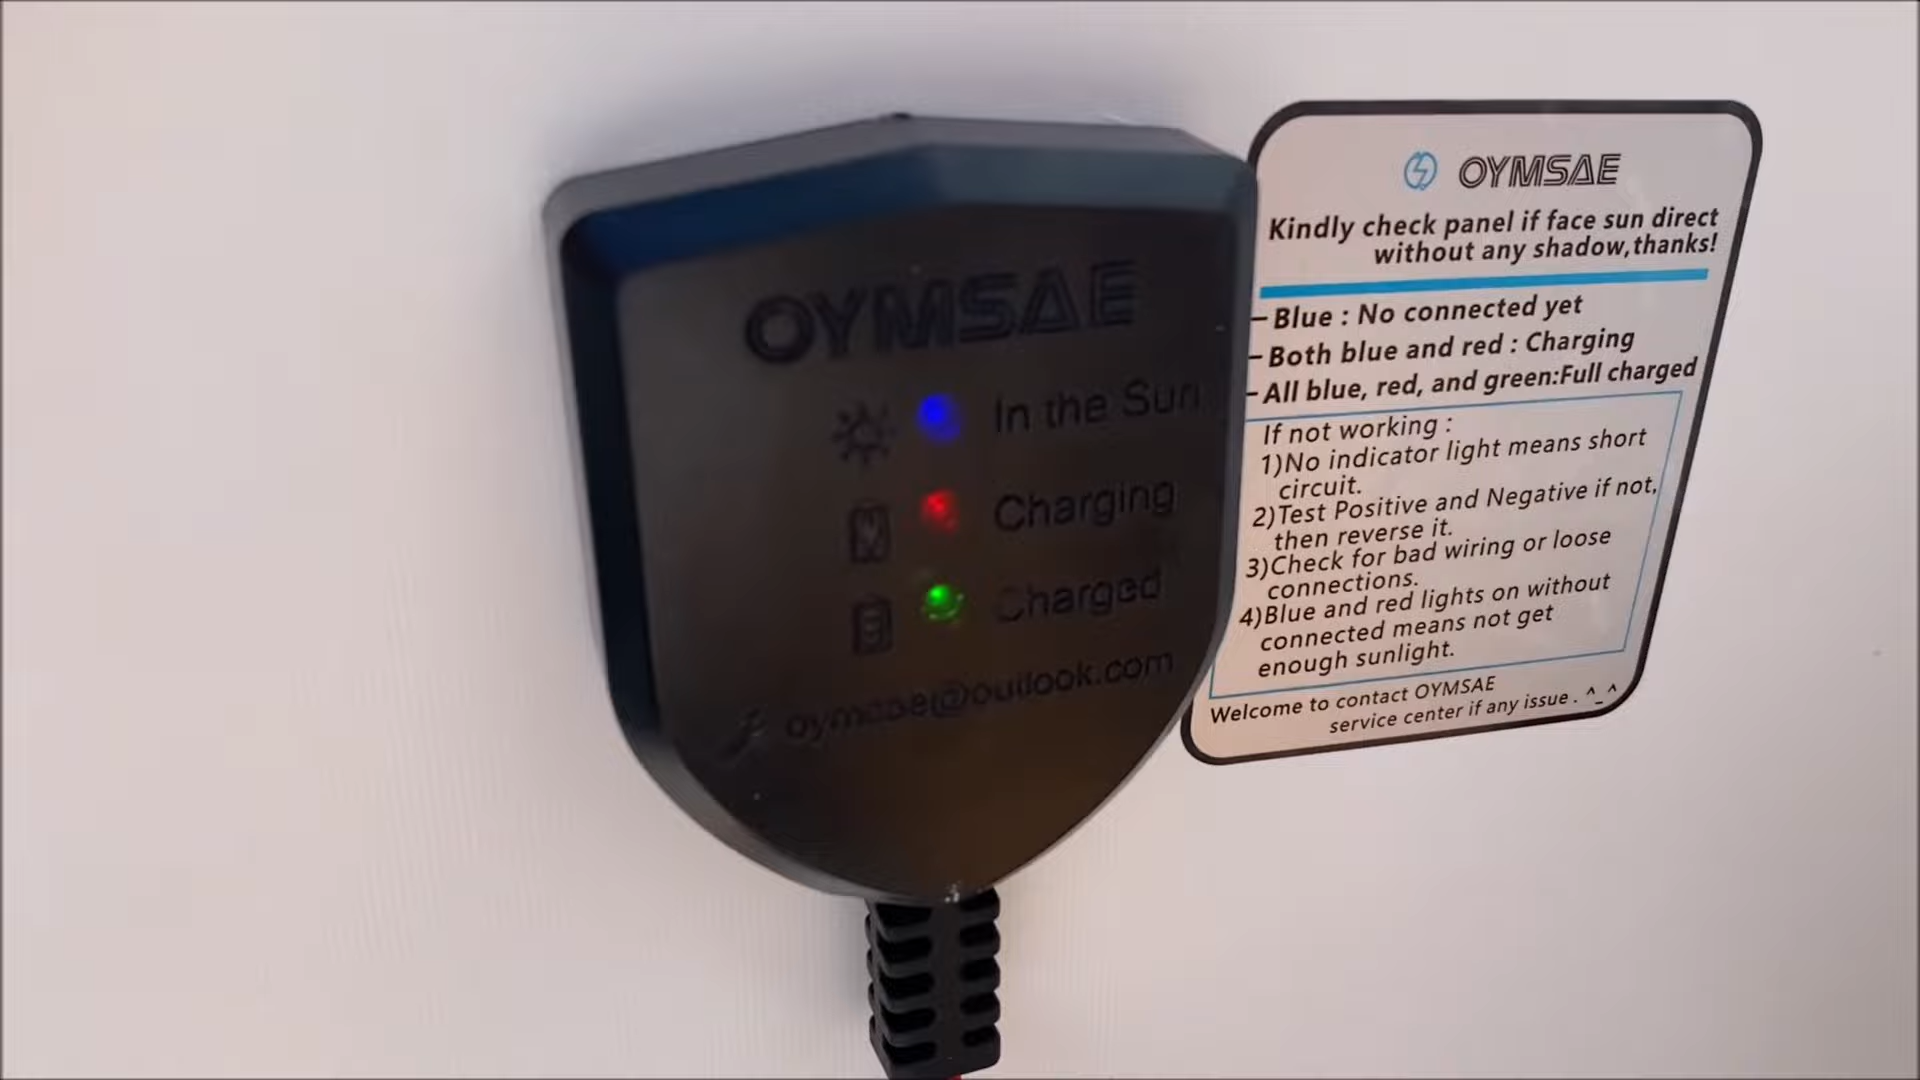 OYMSAE
In the Sun
Charging
Charged
oymsae@outlook.com
OYMSAE
Kindly check panel if face sun direct
without any shadow,thanks!
-Blue : No connected yet
-Both blue and red : Charging
-All blue, red, and green:Full charged
If not working :
1)No indicator light means short
circuit.
2)Test Positive and Negative if not,
then reverse it.
3)Check for bad wiring or loose
connections.
4)Blue and red lights on without
connected means not get
enough sunlight.
Welcome to contact OYMSAE
service center if any issue . ^_^